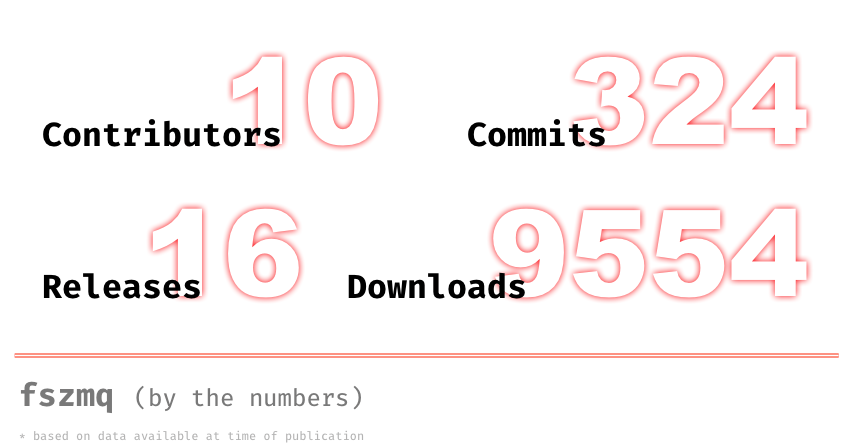 Contributors 10
Commits 324
Releases 16
Downloads 9554
fszmq (by the numbers)
* based on data available at time of publication